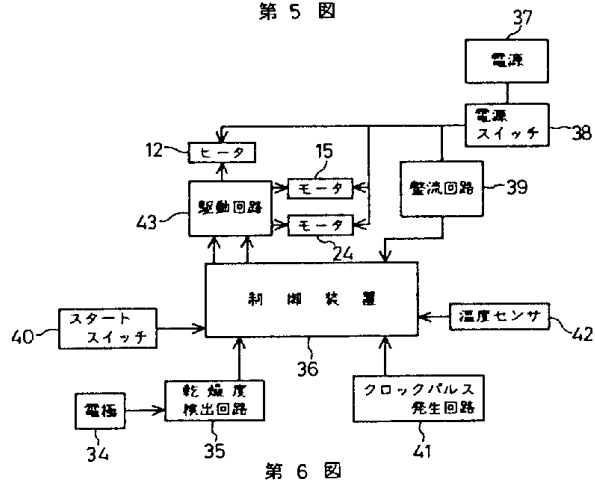 第5図
37
電源
電源
スイッチ
38
12
ヒータ
15
モータ
整流回路
39
43
駆動回路
モータ
24
制御装置
40
スタート
スイッチ
36
温度センサ
42
電極
34
乾燥度
検出回路
35
クロックパルス
発生回路
41
第6図